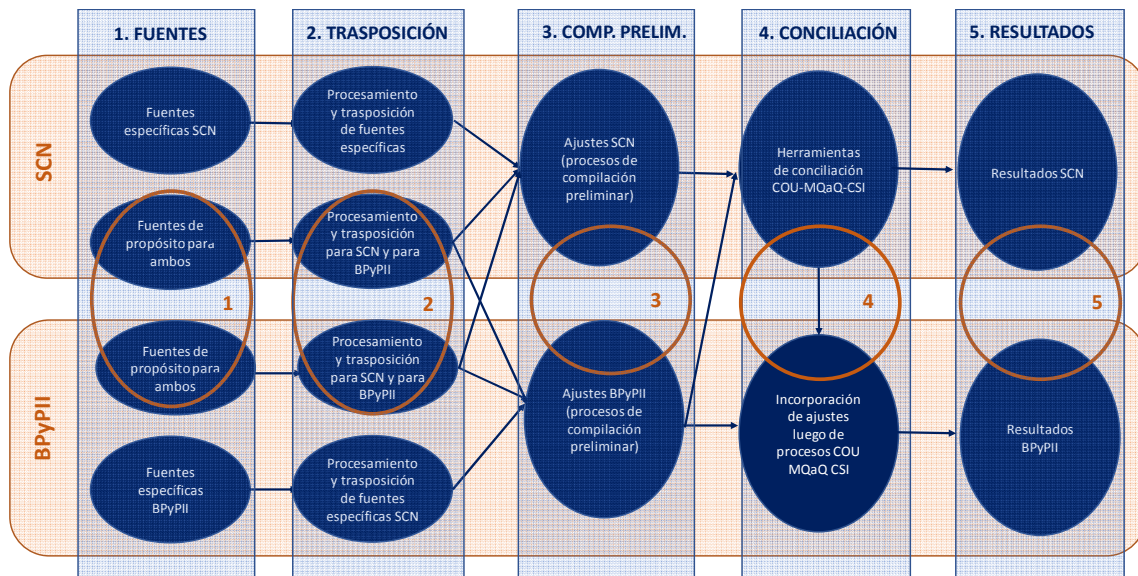 1. FUENTES
2. TRASPOSICIÓN
3. COMP. PRELIM.
4. CONCILIACIÓN
5. RESULTADOS
SCN
Fuentes
específicas SCN
Procesamiento
y trasposición
de fuentes
específicas
Ajustes SCN
(procesos de
compilación
preliminar)
Herramientas
de conciliación
COU-MQaQ-CSI
Resultados SCN
Fuentes de
propósito para
ambos
Procesamiento
y trasposición
para SCN y para
BPyPII
1
2
3
4
5
BPyPII
Fuentes de
propósito para
ambos
Procesamiento
y trasposición
para SCN y para
BPyPII
Ajustes BPyPII
(procesos de
compilación
preliminar)
Incorporación
de ajustes
luego de
procesos COU
MQaQ CSI
Resultados
BPyPII
Fuentes
específicas
BPyPII
Procesamiento
y trasposición
de fuentes
específicas SCN